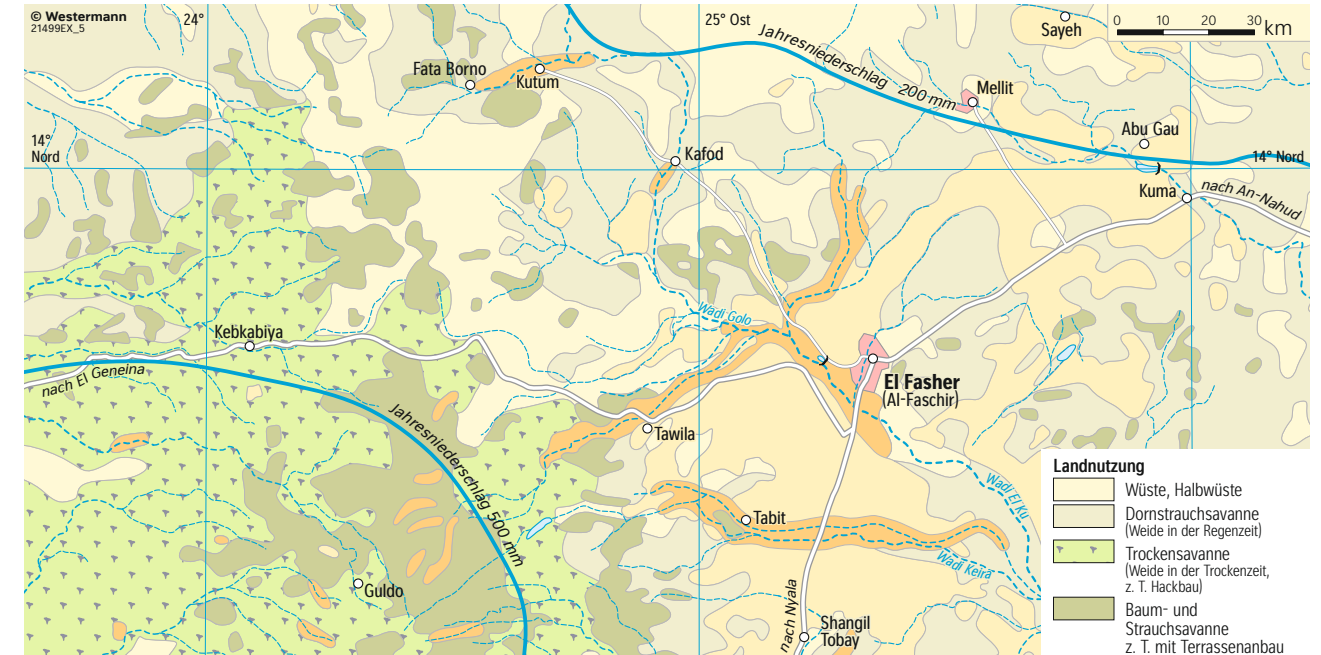 © Westermann
21499EX_5
24°
25° Ost
Sayeh
0 10 20 30 km
Fata Borno
Kutum
Jahresniederschlag 200 mm
Mellit
Abu Gau
14°
Nord
Kafod
14° Nord
Kuma
nach An-Nahud
Wadi Golo
Kebkabiya
nach El Geneina
El Fasher
(Al-Faschir)
Jahresniederschlag 500 mm
Tawila
Wadi El Ku
Tabit
Wadi Keira
Guldo
nach Nyala
Shangil
Tobay
Landnutzung
Wüste, Halbwüste
Dornstrauchsavanne
(Weide in der Regenzeit)
Trockensavanne
(Weide in der Trockenzeit,
z. T. Hackbau)
Baum- und
Strauchsavanne
z. T. mit Terrassenanbau